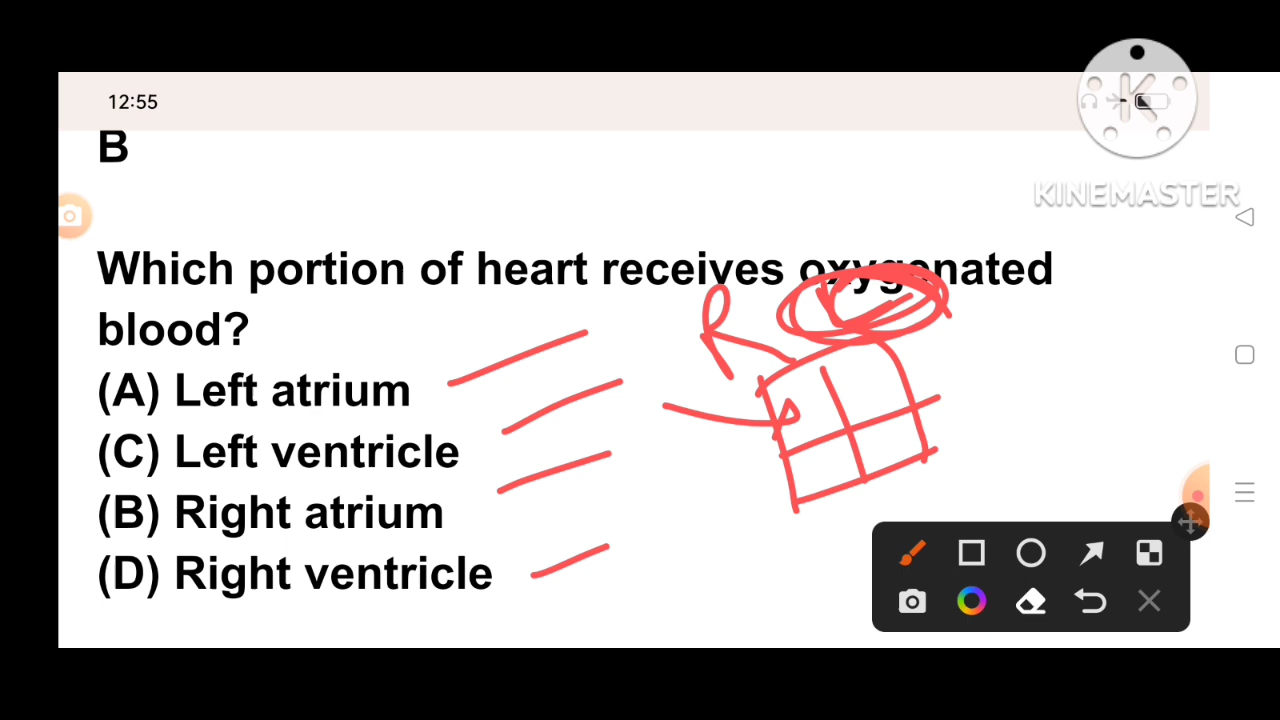 12:55
B
KINEMASTER
Which portion of heart receives oxygenated
blood?
R
(A) Left atrium
(C) Left ventricle
(B) Right atrium
(D) Right ventricle